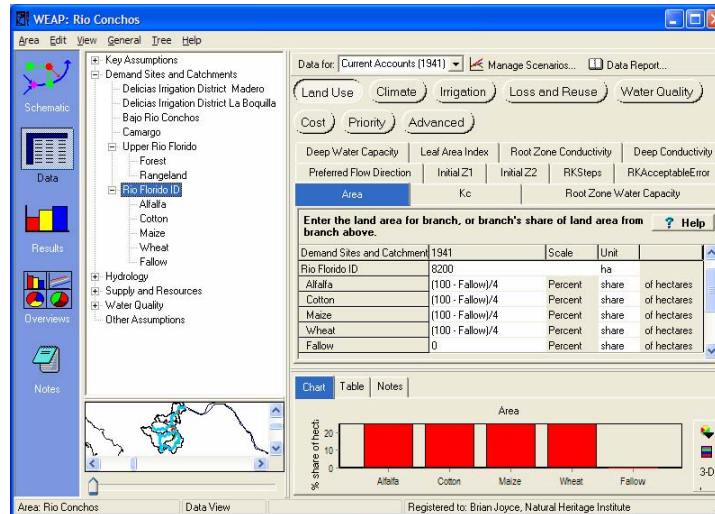 WEAP: Rio Conchos
Area Edit View General Tree Help
Schematic
Data
Results
Overviews
Notes
Key Assumptions
Demand Sites and Catchments
Delicias Irrigation District Madero
Delicias Irrigation District La Boquilla
Bajo Rio Conchos
Camargo
Upper Rio Florido
Forest
Rangeland
Rio Florido ID
Alfalfa
Cotton
Maize
Wheat
Fallow
Hydrology
Supply and Resources
Water Quality
Other Assumptions
Data for: Current Accounts (1941) Manage Scenarios... Data Report...
Land Use Climate Irrigation Loss and Reuse Water Quality
Cost Priority Advanced
Deep Water Capacity Leaf Area Index Root Zone Conductivity Deep Conductivity
Preferred Flow Direction Initial Z1 Initial Z2 RKSteps RKAcceptableError
Area Kc Root Zone Water Capacity
Enter the land area for branch, or branch's share of land area from
branch above.
? Help
Demand Sites and Catchment 1941 Scale Unit
Rio Florido ID 8200 ha
Alfalfa (100 - Fallow)/4 Percent share of hectares
Cotton (100 - Fallow)/4 Percent share of hectares
Maize (100 - Fallow)/4 Percent share of hectares
Wheat (100 - Fallow)/4 Percent share of hectares
Fallow 0 Percent share of hectares
Chart Table Notes
Area
% share of hect
20
10
0
Alfalfa Cotton Maize Wheat Fallow
3-D
Area: Rio Conchos Data View Registered to: Brian Joyce, Natural Heritage Institute